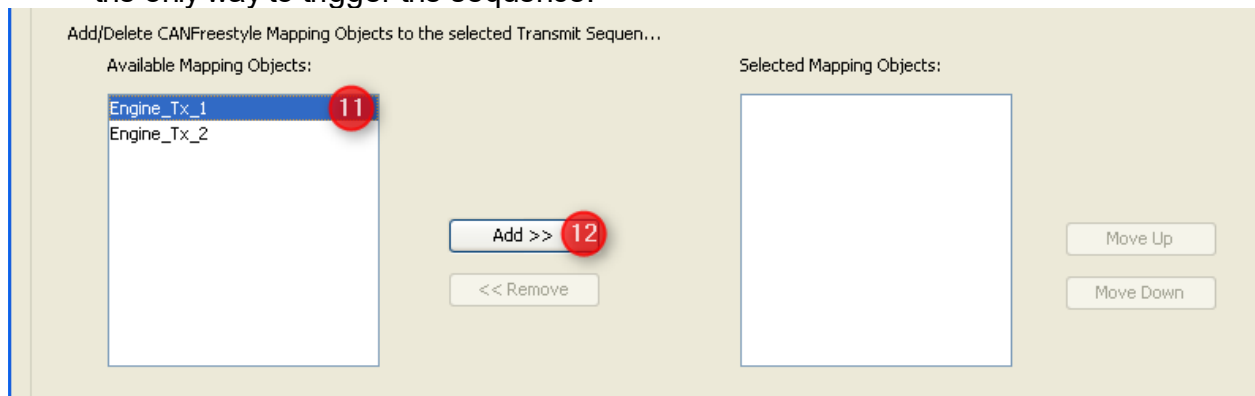 the only way to trigger the sequence.
Add/Delete CANFreestyle Mapping Objects to the selected Transmit Sequen...
Available Mapping Objects:
Selected Mapping Objects:
Engine_Tx_1
11
Engine_Tx_2
Add >>
12
<< Remove
Move Up
Move Down